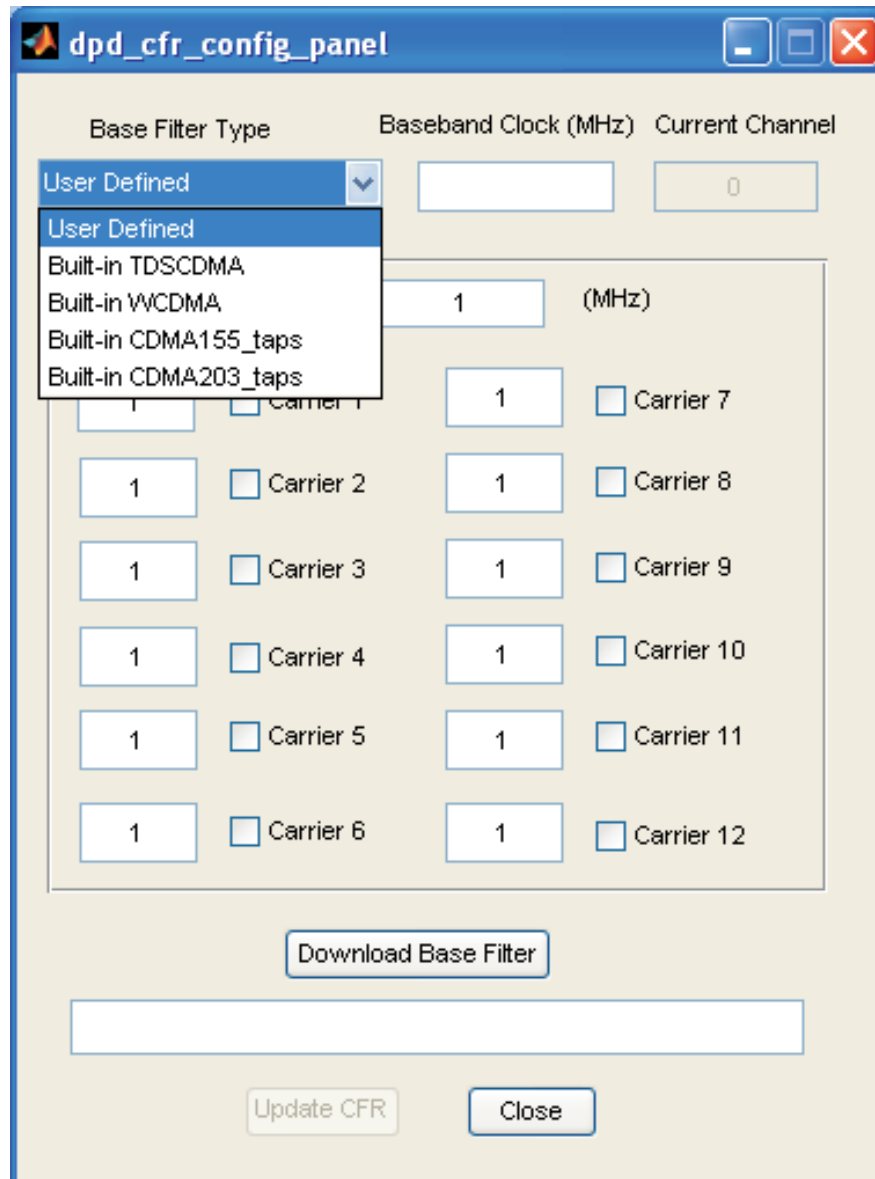 dpd_cfr_config_panel
Base Filter Type Baseband Clock (MHz) Current Channel
User Defined 0
User Defined
Built-in TDSCDMA
Built-in WCDMA
Built-in CDMA155_taps
Built-in CDMA203_taps
1 (MHz)
1 Carrier 1 1 Carrier 7
1 Carrier 2 1 Carrier 8
1 Carrier 3 1 Carrier 9
1 Carrier 4 1 Carrier 10
1 Carrier 5 1 Carrier 11
1 Carrier 6 1 Carrier 12
Download Base Filter
Update CFR Close